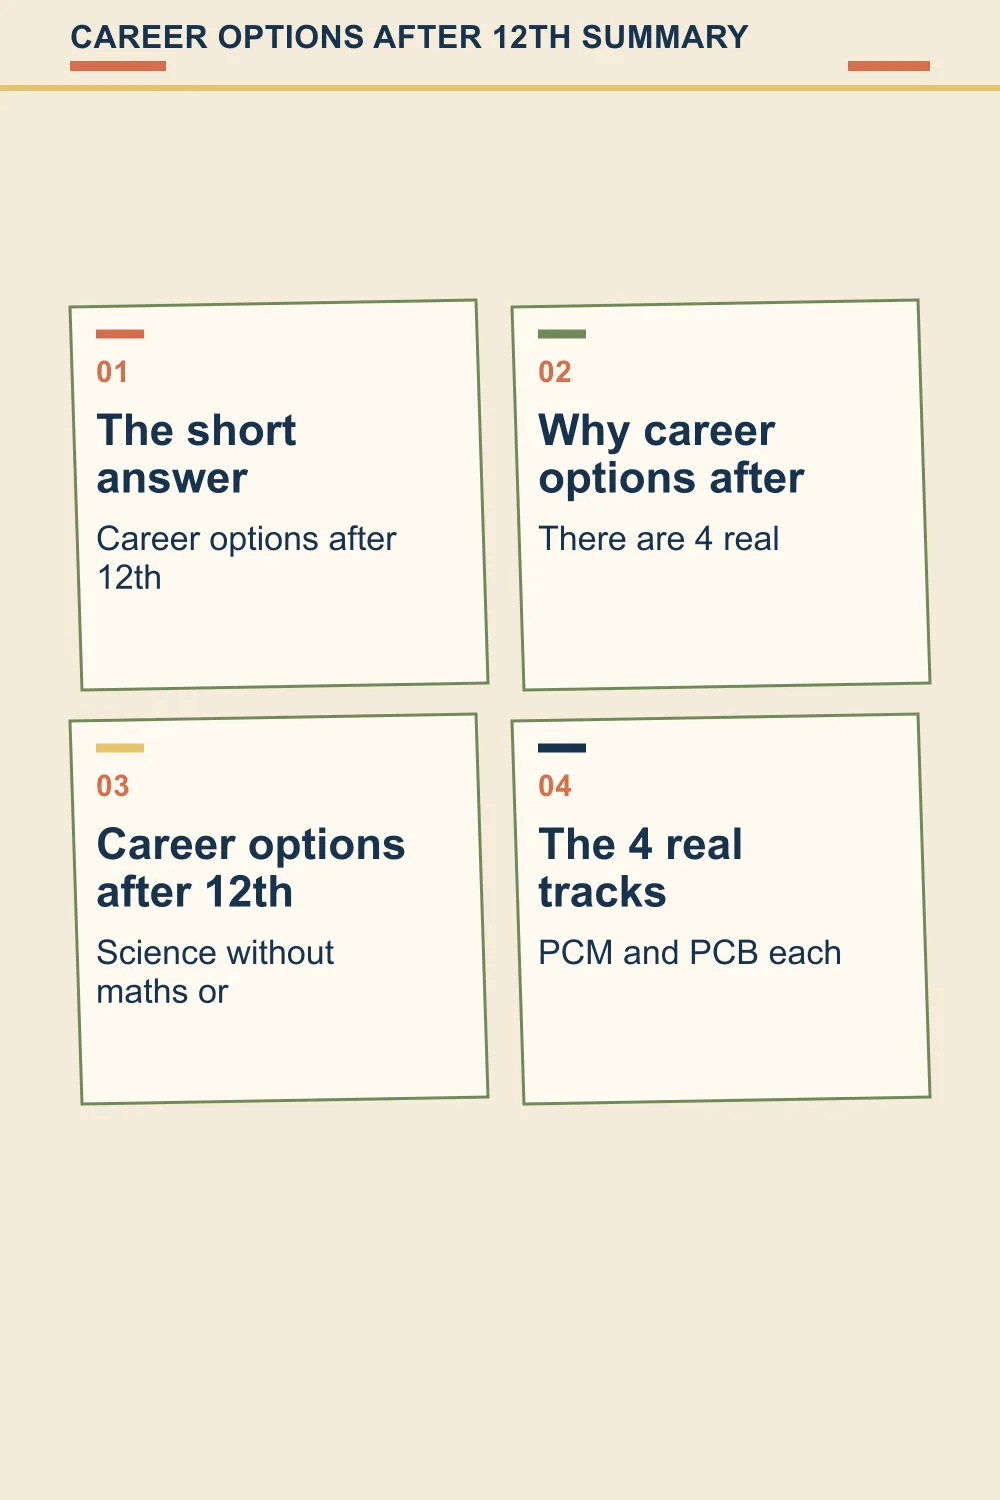 CAREER OPTIONS AFTER 12TH SUMMARY
01
The short
answer
Career options after
12th
02
Why career
options after
There are 4 real
03
Career options
after 12th
Science without
maths or
04
The 4 real
tracks
PCM and PCB each